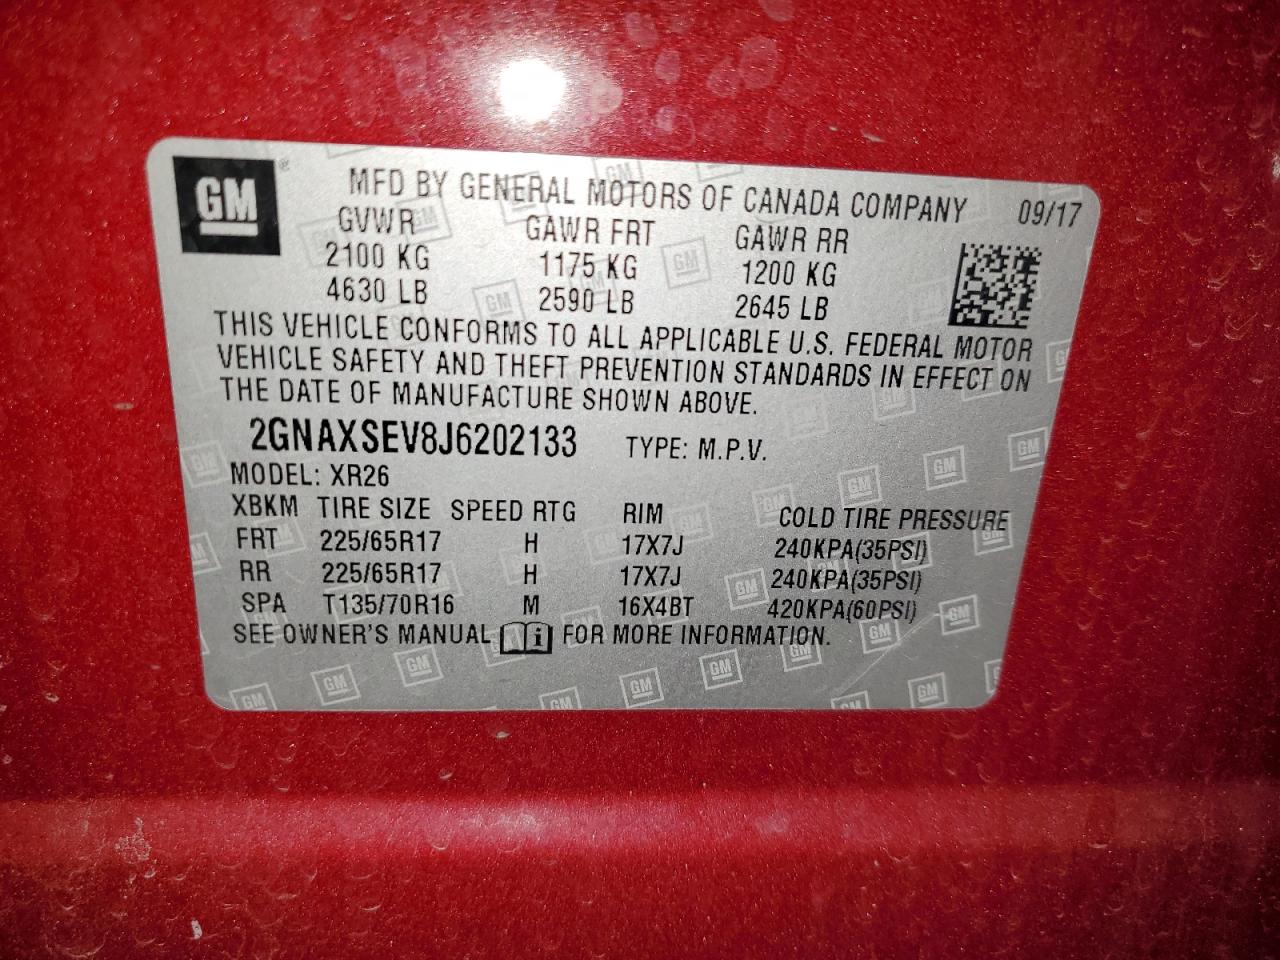 GM ® MFD BY GENERAL MOTORS OF CANADA COMPANY 09/17
GVWR GAWR FRT GAWR RR
2100 KG 1175 KG 1200 KG
4630 LB 2590 LB 2645 LB
THIS VEHICLE CONFORMS TO ALL APPLICABLE U.S. FEDERAL MOTOR
VEHICLE SAFETY AND THEFT PREVENTION STANDARDS IN EFFECT ON
THE DATE OF MANUFACTURE SHOWN ABOVE.
2GNAXSEV8J6202133 TYPE: M.P.V.
MODEL: XR26
XBKM TIRE SIZE SPEED RTG RIM COLD TIRE PRESSURE
FRT 225/65R17 H 17X7J 240KPA(35PSI)
RR 225/65R17 H 17X7J 240KPA(35PSI)
SPA T135/70R16 M 16X4BT 420KPA(60PSI)
SEE OWNER'S MANUAL i FOR MORE INFORMATION.